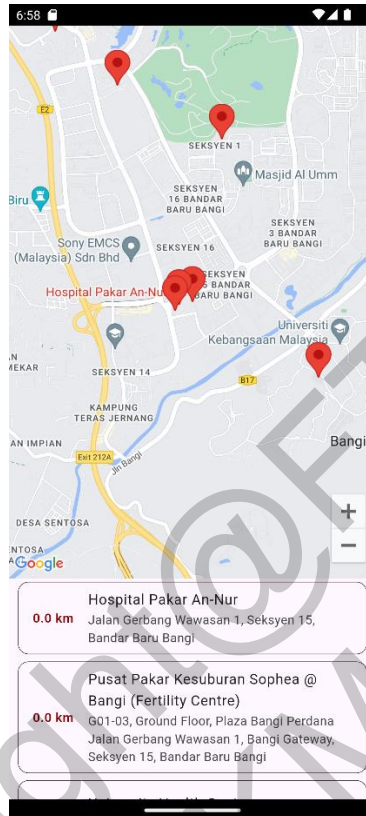 6:58
E2
SEKSYEN 1
Masjid Al Umm
SEKSYEN
16 BANDAR
BARU BANGI
Biru
SEKSYEN
3 BANDAR
BARU BANGI
Sony EMCS
(Malaysia) Sdn Bhd
SEKSYEN 16
SEKSYEN
BANDAR
BARU BANGI
Hospital Pakar An-Nur
Universiti
Kebangsaan Malaysia
AN
MEKAR
SEKSYEN 14
B17
KAMPUNG
TERAS JERNANG
AN IMPIAN
Bangi
Exit 212A
Jln Bangi
+
DESA SENTOSA
−
NTOSA
Google
0.0 km
Hospital Pakar An-Nur
Jalan Gerbang Wawasan 1, Seksyen 15,
Bandar Baru Bangi
0.0 km
Pusat Pakar Kesuburan Sophea @
Bangi (Fertility Centre)
G01-03, Ground Floor, Plaza Bangi Perdana
Jalan Gerbang Wawasan 1, Bangi Gateway,
Seksyen 15, Bandar Baru Bangi